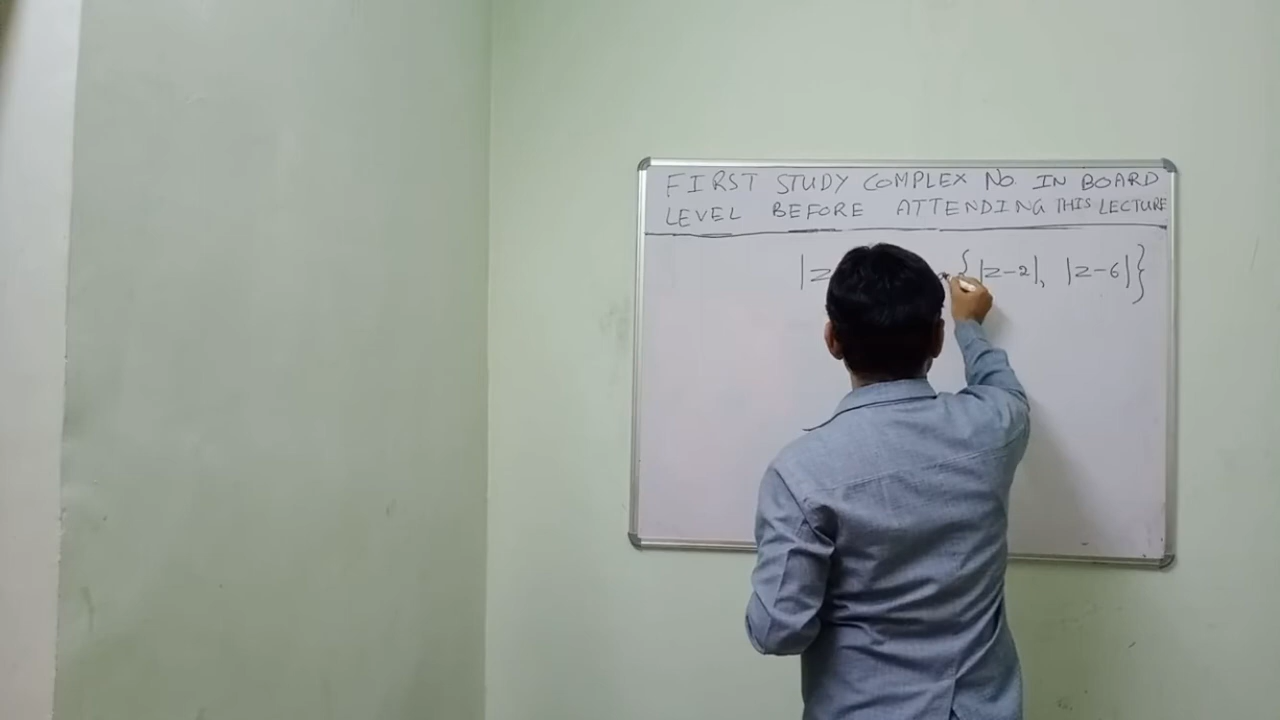 FIRST STUDY COMPLEX NO. IN BOARD
LEVEL BEFORE ATTENDING THIS LECTURE
|z {|z-2|, |z-6|}